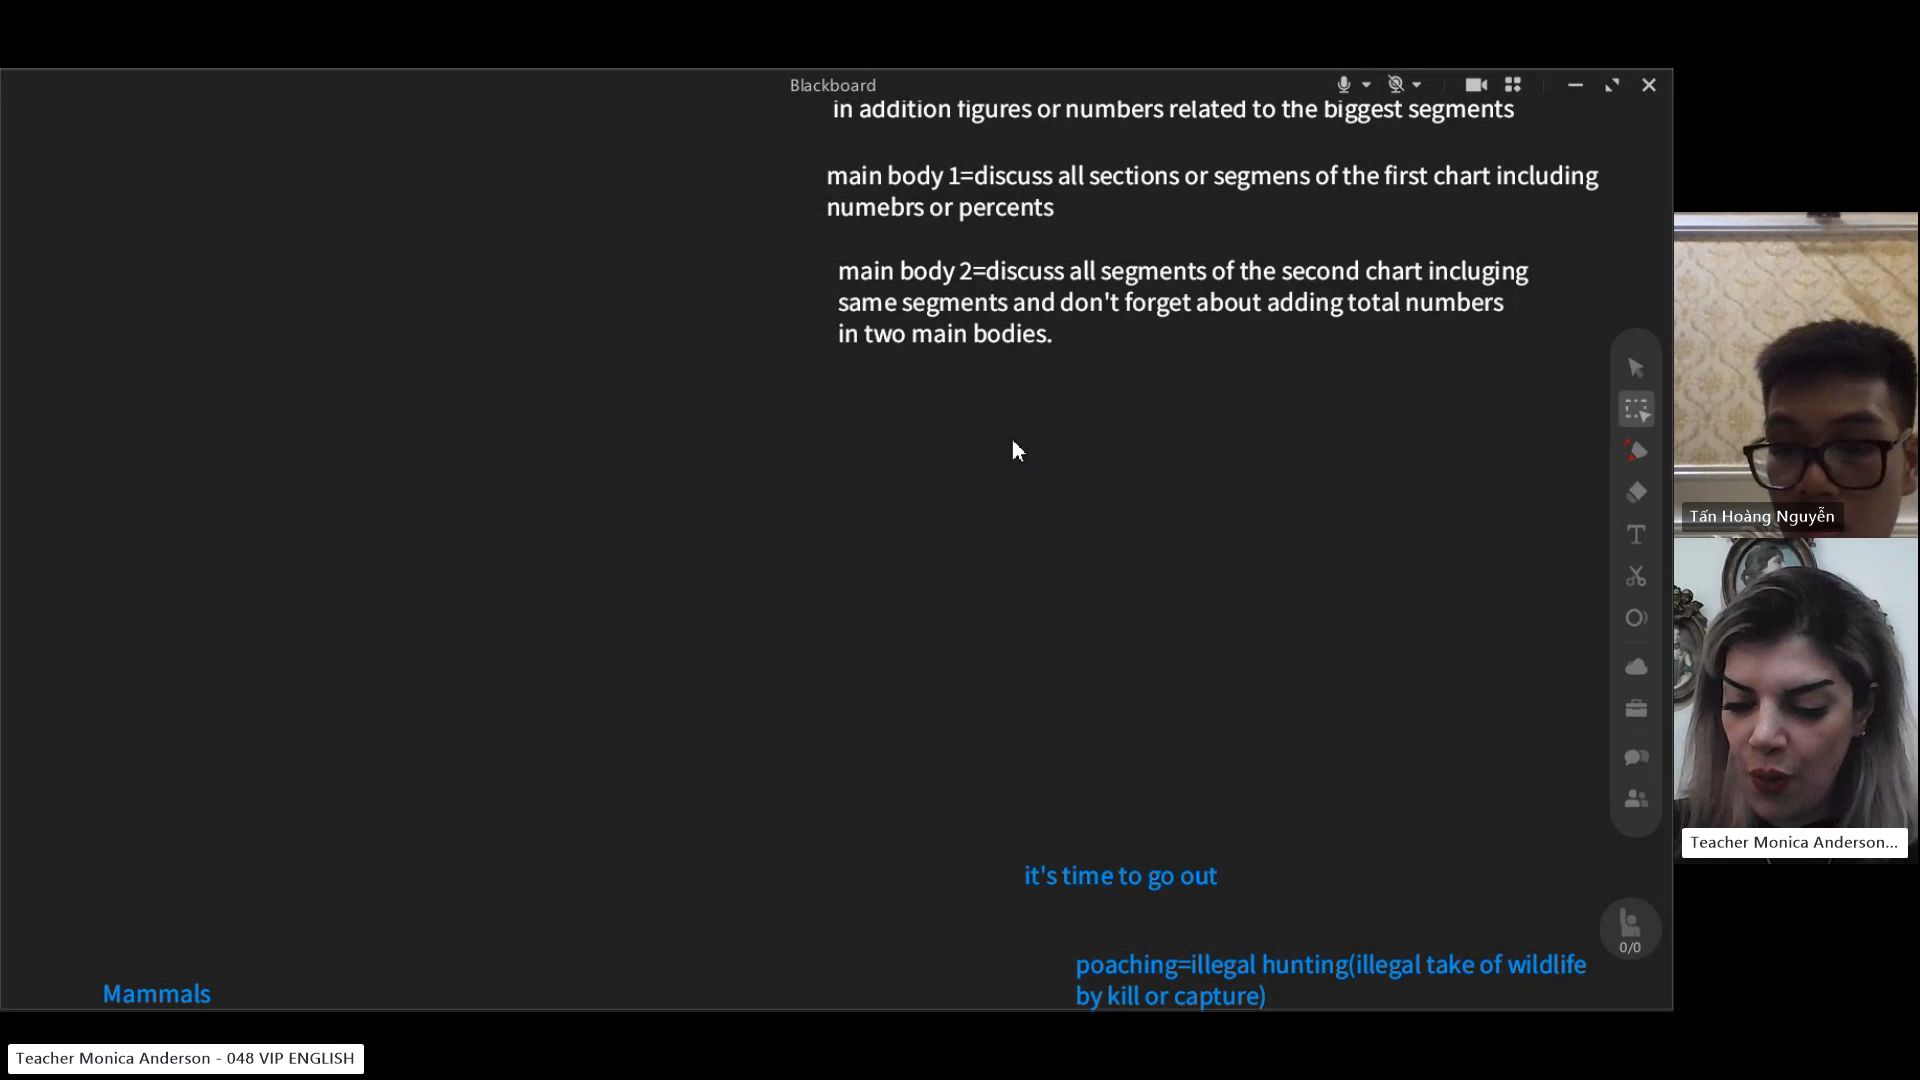 Blackboard
in addition figures or numbers related to the biggest segments
main body 1=discuss all sections or segmens of the first chart including
numebrs or percents
main body 2=discuss all segments of the second chart incluging
same segments and don't forget about adding total numbers
in two main bodies.
Tấn Hoàng Nguyễn
Teacher Monica Anderson...
it's time to go out
0/0
poaching=illegal hunting(illegal take of wildlife
by kill or capture)
Mammals
Teacher Monica Anderson - 048 VIP ENGLISH